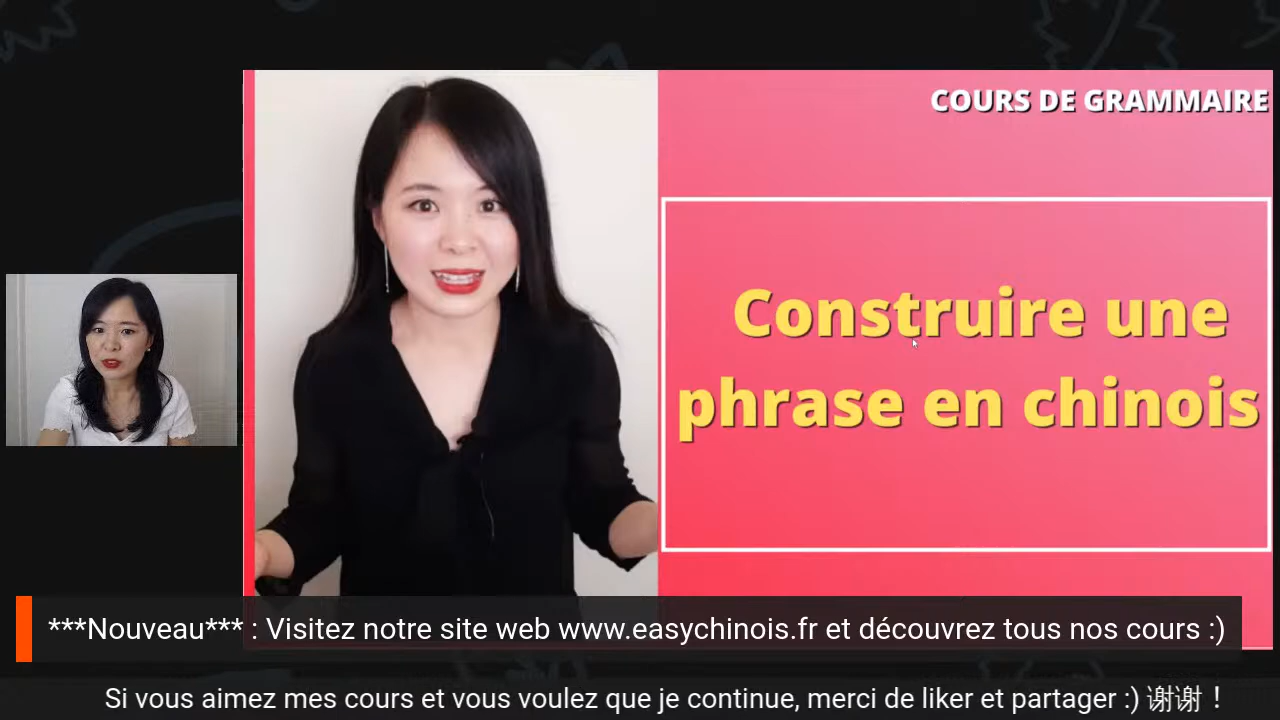 COURS DE GRAMMAIRE
Construire une
phrase en chinois
***Nouveau*** : Visitez notre site web www.easychinois.fr et découvrez tous nos cours :)
Si vous aimez mes cours et vous voulez que je continue, merci de liker et partager :) 谢谢！